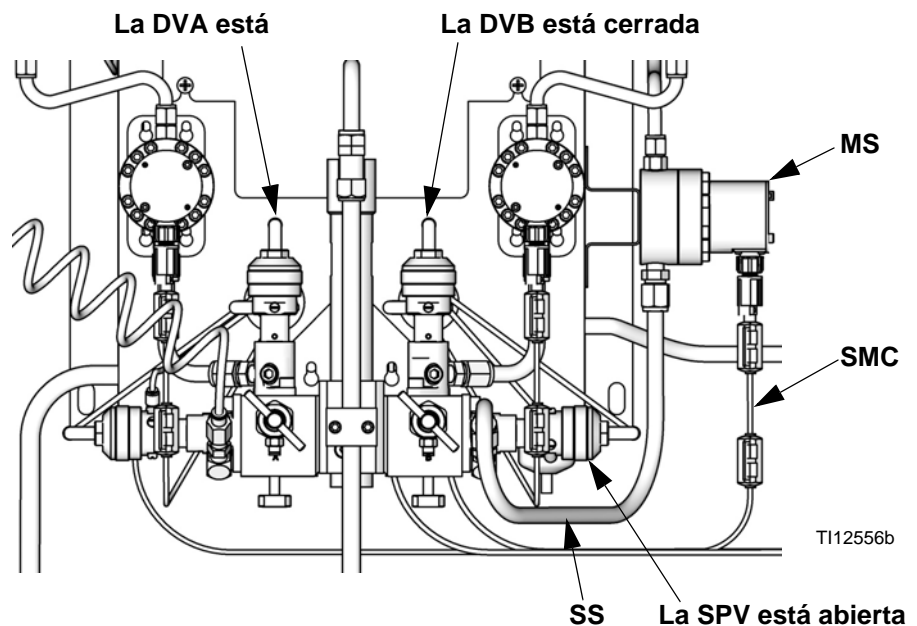 La DVA está
La DVB está cerrada
MS
SMC
TI12556b
SS
La SPV está abierta